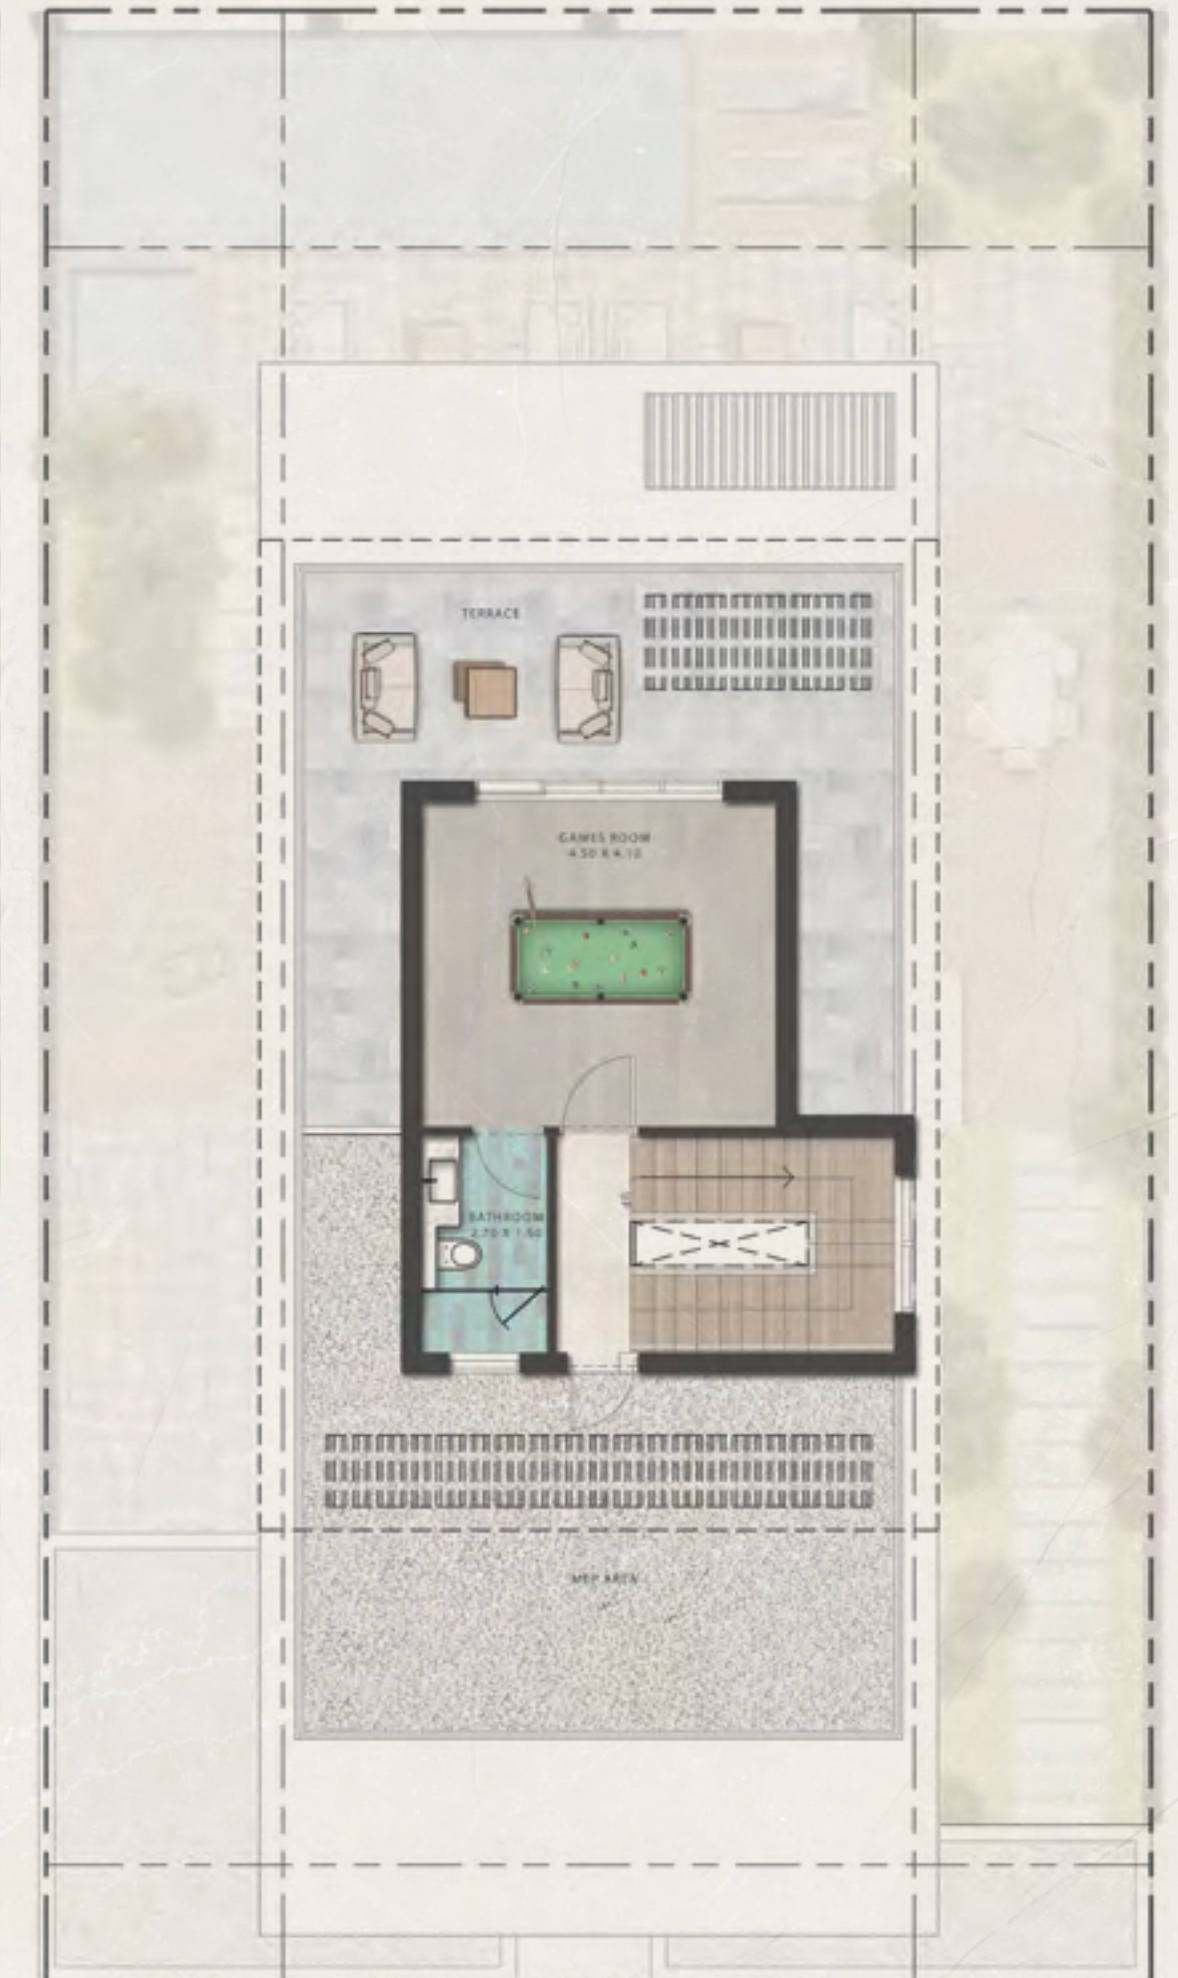 TERRACE
GAMES ROOM
4.50 X 4.10
BATHROOM
2.70 X 1.50
MEP AREA